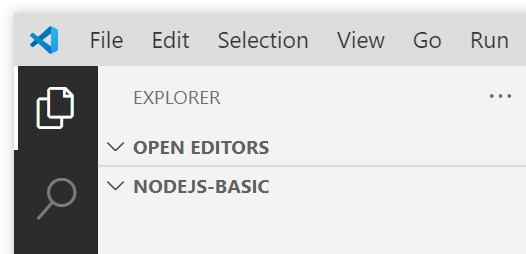 File Edit Selection View Go Run
EXPLORER ···
OPEN EDITORS
NODEJS-BASIC